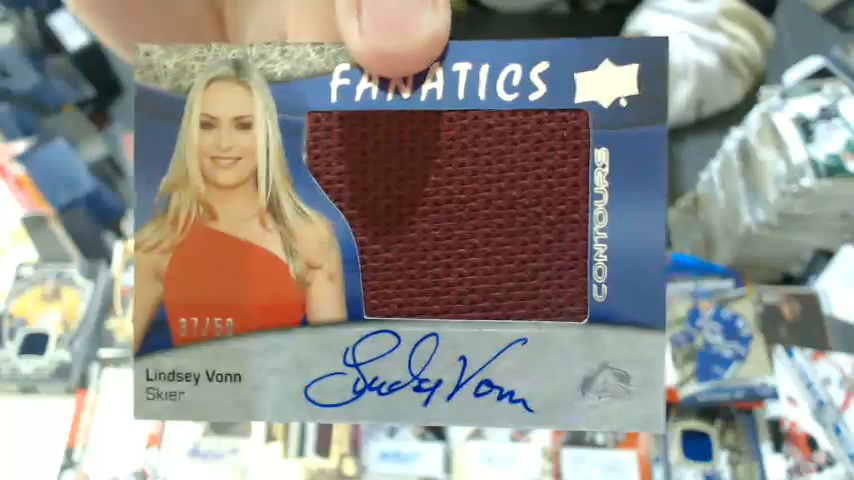 FANATICS
CONTOURS
37/50
Lindsey Vonn
Skier
Lindsey Vonn